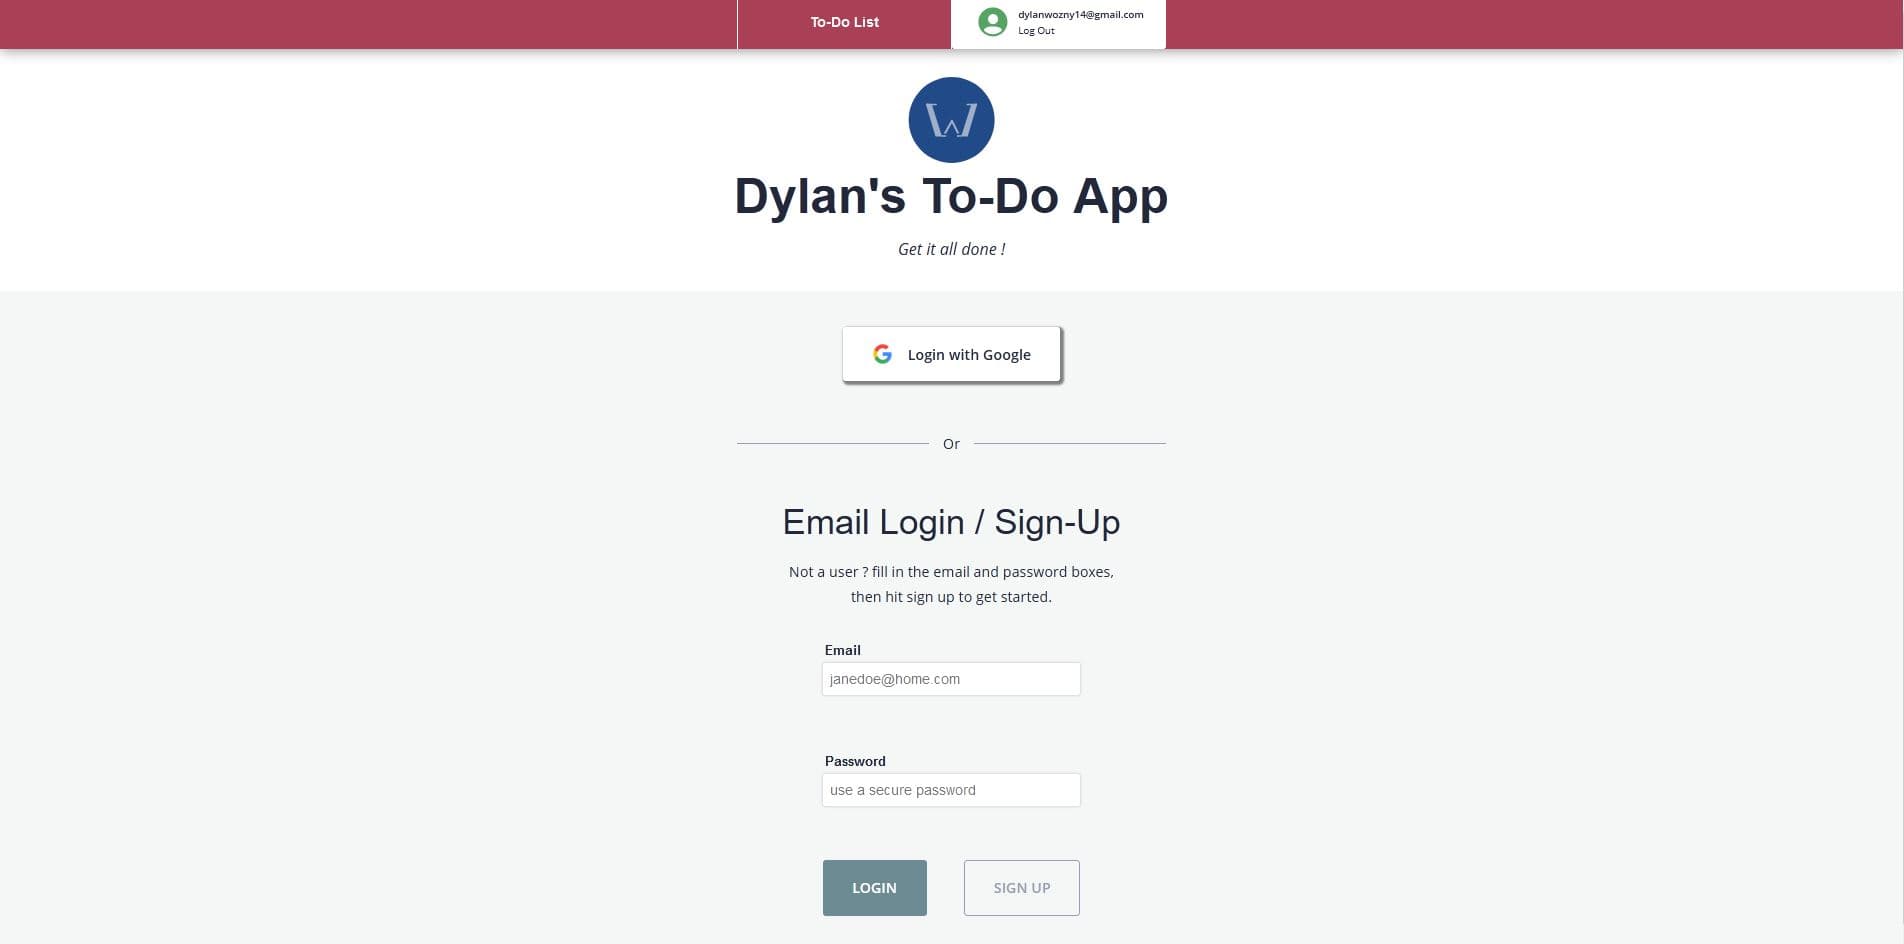 To-Do List
dylanwozny14@gmail.com
Log Out
W
Dylan's To-Do App
Get it all done !
Login with Google
Or
Email Login / Sign-Up
Not a user ? fill in the email and password boxes,
then hit sign up to get started.
Email
janedoe@home.com
Password
use a secure password
LOGIN
SIGN UP